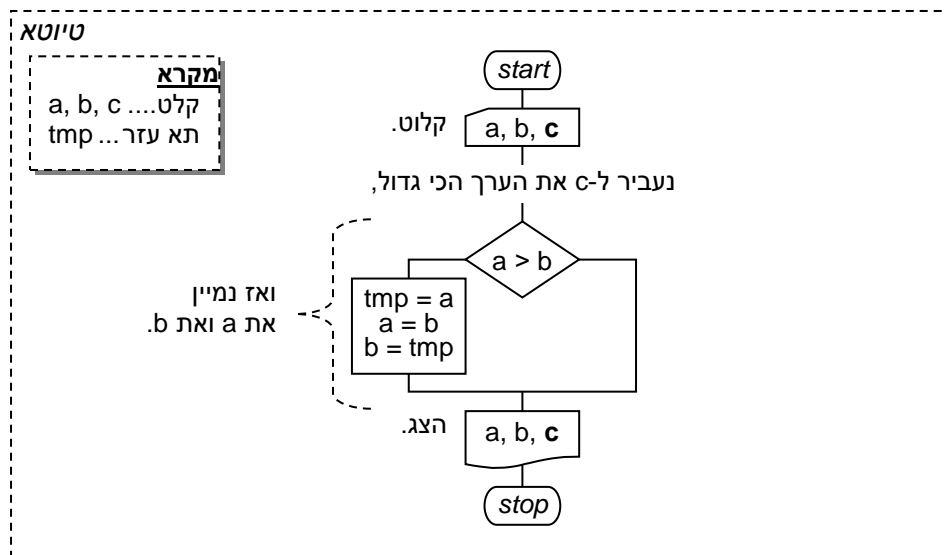 טיוטא
מקרא
a, b, c .... קלט
tmp ... תא עזר
start
קלוט.
a, b, c
נעביר ל-c את הערך הכי גדול,
a > b
ואז נמיין
את a ואת b.
tmp = a
a = b
b = tmp
הצג.
a, b, c
stop